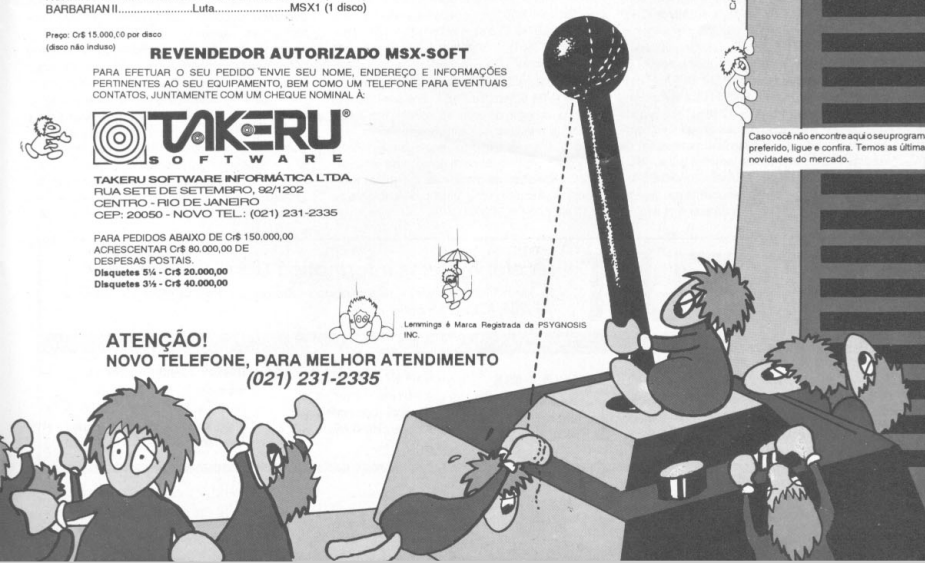 BARBARIAN II........................Luta........................MSX1 (1 disco)
Preço: Cr$ 15.000,00 por disco
(disco não incluso)
REVENDEDOR AUTORIZADO MSX-SOFT
PARA EFETUAR O SEU PEDIDO ENVIE SEU NOME, ENDEREÇO E INFORMAÇÕES
PERTINENTES AO SEU EQUIPAMENTO, BEM COMO UM TELEFONE PARA EVENTUAIS
CONTATOS, JUNTAMENTE COM UM CHEQUE NOMINAL À:
TAKERU®
SOFTWARE
TAKERU SOFTWARE INFORMÁTICA LTDA.
RUA SETE DE SETEMBRO, 92/1202
CENTRO - RIO DE JANEIRO
CEP: 20050 - NOVO TEL.: (021) 231-2335
PARA PEDIDOS ABAIXO DE Cr$ 150.000,00
ACRESCENTAR Cr$ 80.000,00 DE
DESPESAS POSTAIS.
Disquetes 5¼ - Cr$ 20.000,00
Disquetes 3½ - Cr$ 40.000,00
Lemmings é Marca Registrada da PSYGNOSIS
INC.
ATENÇÃO!
NOVO TELEFONE, PARA MELHOR ATENDIMENTO
(021) 231-2335
Caso você não encontre aqui o seu program
preferido, ligue e confira. Temos as última
novidades do mercado.